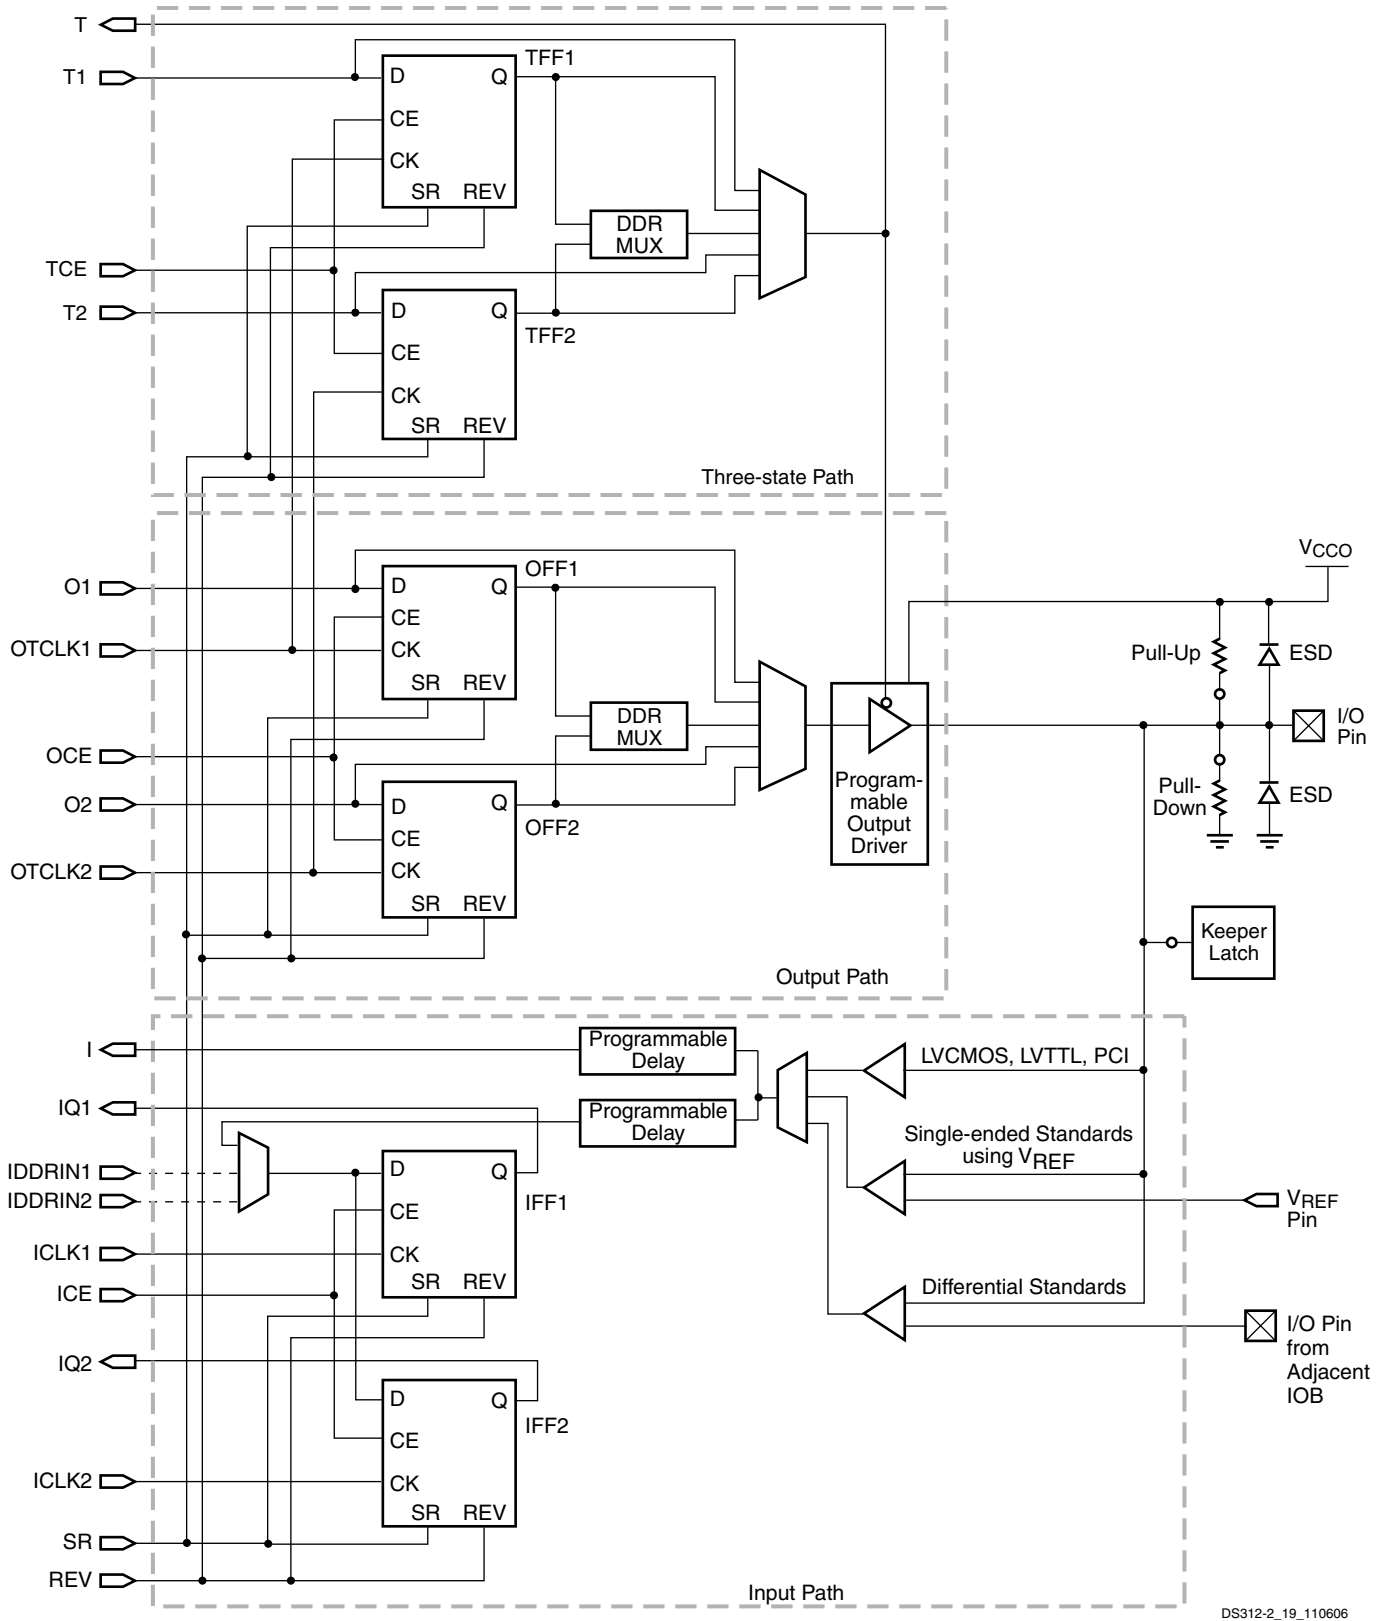 T
T1
D
Q
TFF1
CE
CK
SR
REV
DDR
MUX
TCE
T2
D
Q
TFF2
CE
CK
SR
REV
Three-state Path
VCCO
O1
D
Q
OFF1
CE
OTCLK1
CK
SR
REV
Pull-Up
ESD
DDR
MUX
I/O
Pin
OCE
O2
D
Q
OFF2
CE
OTCLK2
CK
SR
REV
Program-
mable
Output
Driver
Pull-
Down
ESD
Keeper
Latch
Output Path
I
Programmable
Delay
LVCMOS, LVTTL, PCI
IQ1
Programmable
Delay
Single-ended Standards
using VREF
IDDRIN1
IDDRIN2
D
Q
IFF1
CE
VREF
Pin
ICLK1
CK
SR
REV
ICE
Differential Standards
I/O Pin
from
Adjacent
IOB
IQ2
D
Q
IFF2
CE
ICLK2
CK
SR
REV
SR
REV
Input Path
DS312-2_19_110606